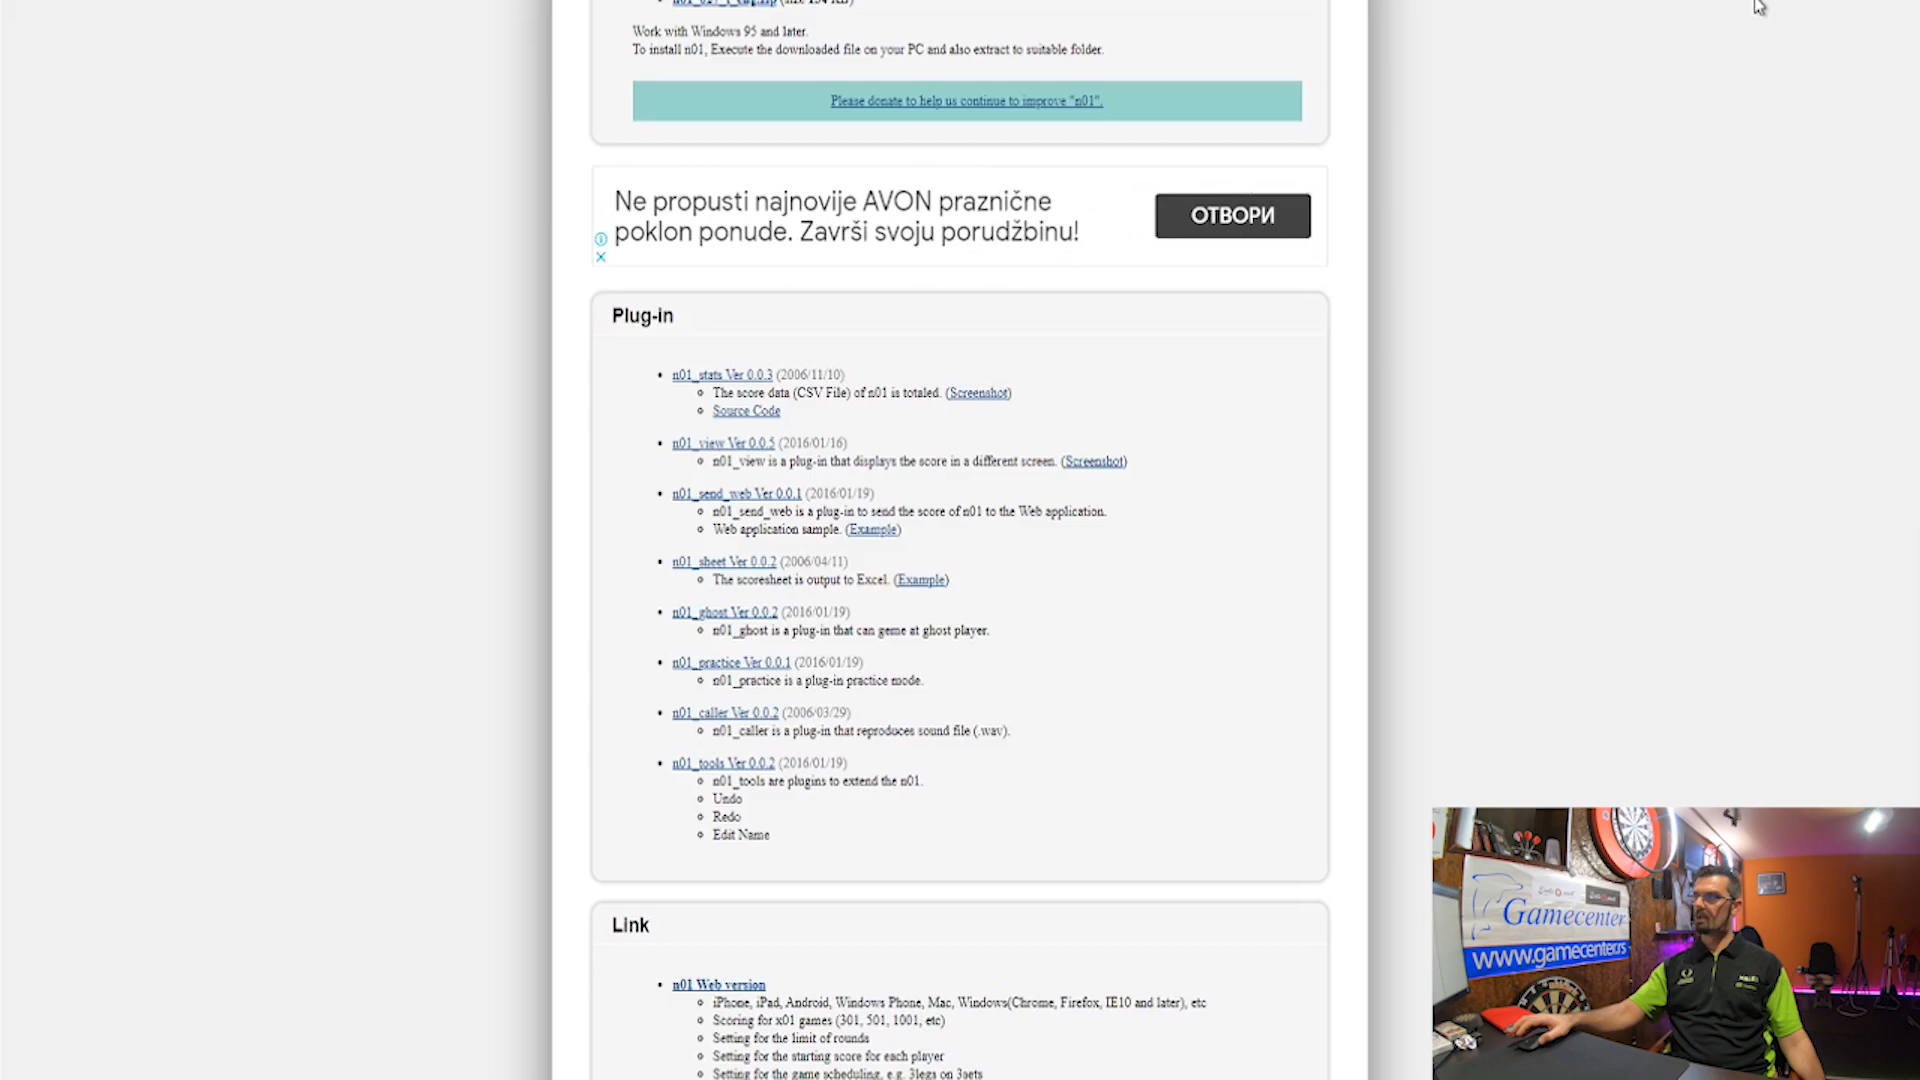 n01_027_i_eng.zip
Work with Windows 95 and later.
To install n01, Execute the downloaded file on your PC and also extract to suitable folder.
Please donate to help us continue to improve "n01".
Ne propusti najnovije AVON praznične
poklon ponude. Završi svoju porudžbinu!
ОТВОРИ
Plug-in
n01_stats Ver 0.0.3 (2006/11/10)
The score data (CSV File) of n01 is totaled. (Screenshot)
Source Code
n01_view Ver 0.0.5 (2016/01/16)
n01_view is a plug-in that displays the score in a different screen. (Screenshot)
n01_send_web Ver 0.0.1 (2016/01/19)
n01_send_web is a plug-in to send the score of n01 to the Web application.
Web application sample. (Example)
n01_sheet Ver 0.0.2 (2006/04/11)
The scoresheet is output to Excel. (Example)
n01_ghost Ver 0.0.2 (2016/01/19)
n01_ghost is a plug-in that can geme at ghost player.
n01_practice Ver 0.0.1 (2016/01/19)
n01_practice is a plug-in practice mode.
n01_caller Ver 0.0.2 (2006/03/29)
n01_caller is a plug-in that reproduces sound file (.wav).
n01_tools Ver 0.0.2 (2016/01/19)
n01_tools are plugins to extend the n01.
Undo
Redo
Edit Name
Link
n01 Web version
iPhone, iPad, Android, Windows Phone, Mac, Windows(Chrome, Firefox, IE10 and later), etc
Scoring for x01 games (301, 501, 1001, etc)
Setting for the limit of rounds
Setting for the starting score for each player
Setting for the game scheduling, e.g. 3legs on 3sets
Gamecenter
www.gamecenter.rs